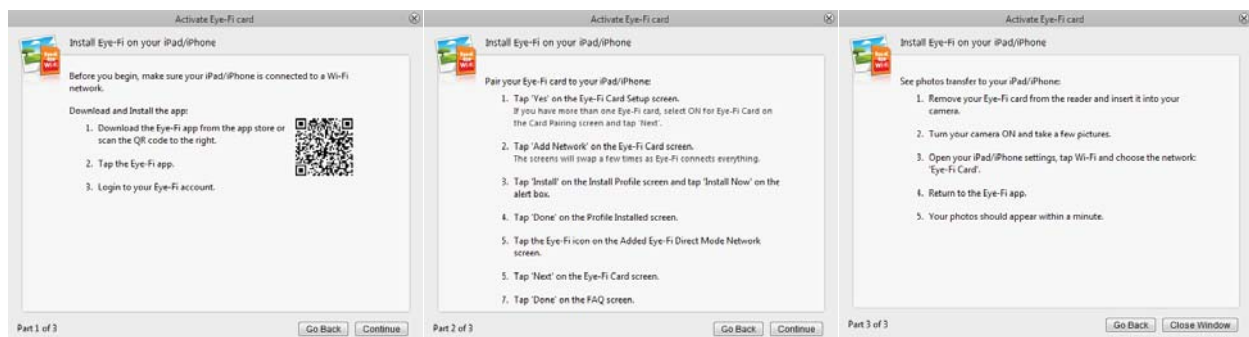 Activate Eye-Fi card
Install Eye-Fi on your iPad/iPhone
Before you begin, make sure your iPad/iPhone is connected to a Wi-Fi
network.
Download and Install the app:
1. Download the Eye-Fi app from the app store or
scan the QR code to the right.
2. Tap the Eye-Fi app.
3. Login to your Eye-Fi account.
Part 1 of 3
Go Back
Continue
Activate Eye-Fi card
Install Eye-Fi on your iPad/iPhone
Pair your Eye-Fi card to your iPad/iPhone:
1. Tap 'Yes' on the Eye-Fi Card Setup screen.
If you have more than one Eye-Fi card, select ON for Eye-Fi Card on
the Card Pairing screen and tap 'Next'.
2. Tap 'Add Network' on the Eye-Fi Card screen.
The screens will swap a few times as Eye-Fi connects everything.
3. Tap 'Install' on the Install Profile screen and tap 'Install Now' on the
alert box.
4. Tap 'Done' on the Profile Installed screen.
5. Tap the Eye-Fi icon on the Added Eye-Fi Direct Mode Network
screen.
5. Tap 'Next' on the Eye-Fi Card screen.
7. Tap 'Done' on the FAQ screen.
Part 2 of 3
Go Back
Continue
Activate Eye-Fi card
Install Eye-Fi on your iPad/iPhone
See photos transfer to your iPad/iPhone:
1. Remove your Eye-Fi card from the reader and insert it into your
camera.
2. Turn your camera ON and take a few pictures.
3. Open your iPad/iPhone settings, tap Wi-Fi and choose the network:
'Eye-Fi Card'.
4. Return to the Eye-Fi app.
5. Your photos should appear within a minute.
Part 3 of 3
Go Back
Close Window